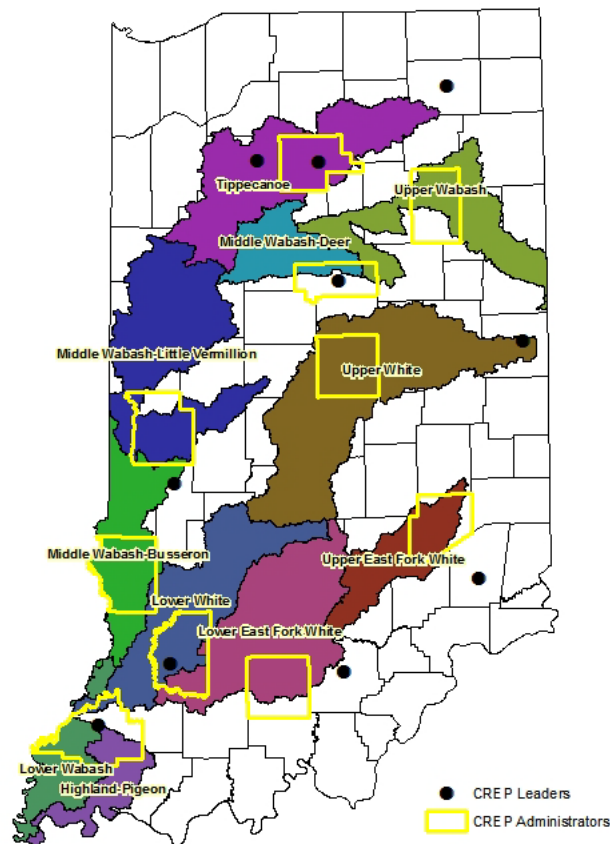 Tippecanoe
Upper Wabash
Middle Wabash-Deer
Middle Wabash-Little Vermillion
Upper White
Middle Wabash-Busseron
Upper East Fork White
Lower White
Lower East Fork White
Lower Wabash
Highland-Pigeon
CREP Leaders
CREP Administrators